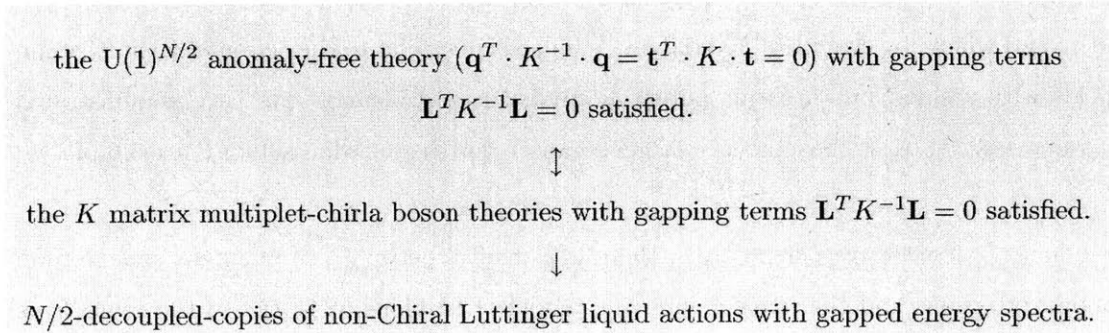 the U(1)^{N/2} anomaly-free theory (q^T · K^{-1} · q = t^T · K · t = 0) with gapping terms
L^T K^{-1} L = 0 satisfied.
↕
the K matrix multiplet-chirla boson theories with gapping terms L^T K^{-1} L = 0 satisfied.
↓
N/2-decoupled-copies of non-Chiral Luttinger liquid actions with gapped energy spectra.